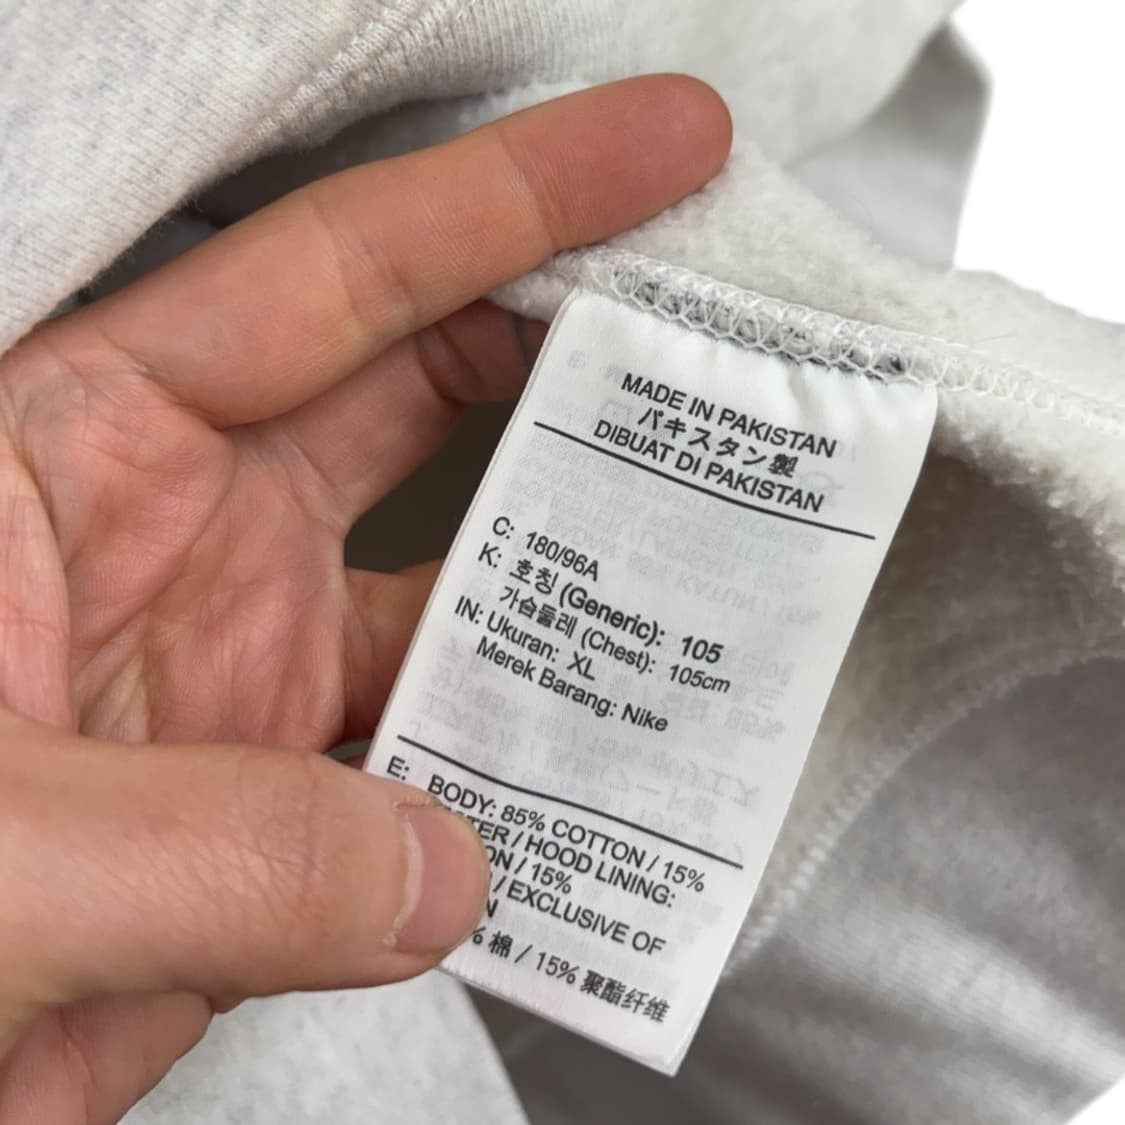 MADE IN PAKISTAN
パキスタン製
DIBUAT DI PAKISTAN
C: 180/96A
K: 호칭 (Generic): 105
가슴둘레 (Chest): 105cm
IN: Ukuran: XL
Merek Barang: Nike
E: BODY: 85% COTTON / 15%
/ HOOD LINING:
/ 15%
/ EXCLUSIVE OF
% 棉 / 15% 聚酯纤维